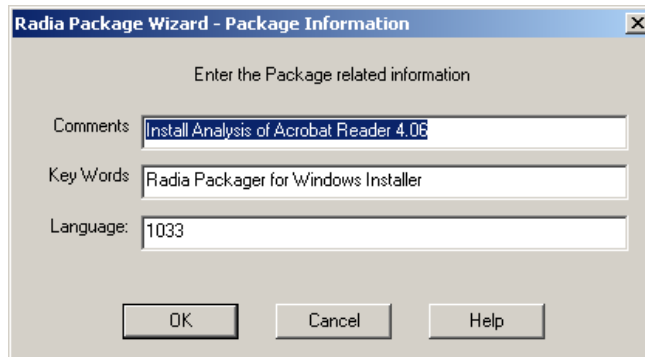 Radia Package Wizard - Package Information
Enter the Package related information
Comments Install Analysis of Acrobat Reader 4.06
Key Words Radia Packager for Windows Installer
Language: 1033
OK Cancel Help